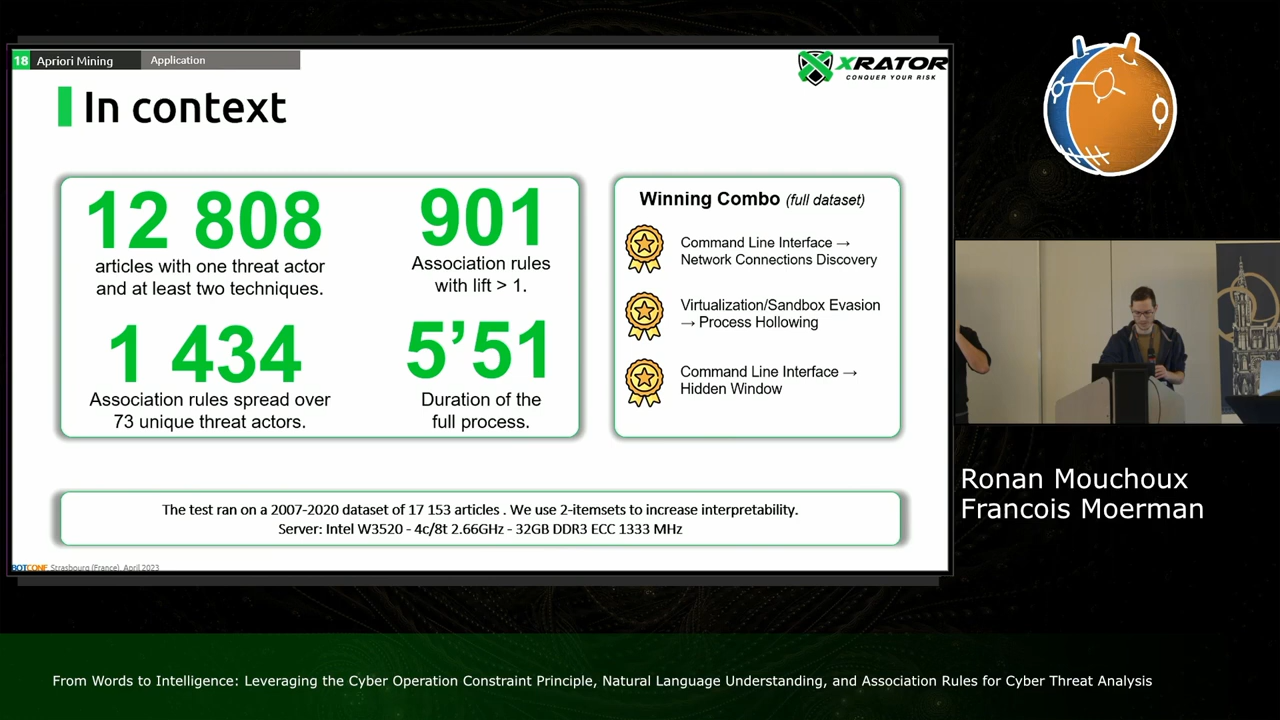 18 Apriori Mining Application
XRATOR
CONQUER YOUR RISK
In context
12 808
articles with one threat actor
and at least two techniques.
901
Association rules
with lift > 1.
1 434
Association rules spread over
73 unique threat actors.
5’51
Duration of the
full process.
Winning Combo (full dataset)
Command Line Interface →
Network Connections Discovery
Virtualization/Sandbox Evasion
→ Process Hollowing
Command Line Interface →
Hidden Window
The test ran on a 2007-2020 dataset of 17 153 articles . We use 2-itemsets to increase interpretability.
Server: Intel W3520 - 4c/8t 2.66GHz - 32GB DDR3 ECC 1333 MHz
BOTCONF Strasbourg (France), April 2023
Ronan Mouchoux
Francois Moerman
From Words to Intelligence: Leveraging the Cyber Operation Constraint Principle, Natural Language Understanding, and Association Rules for Cyber Threat Analysis